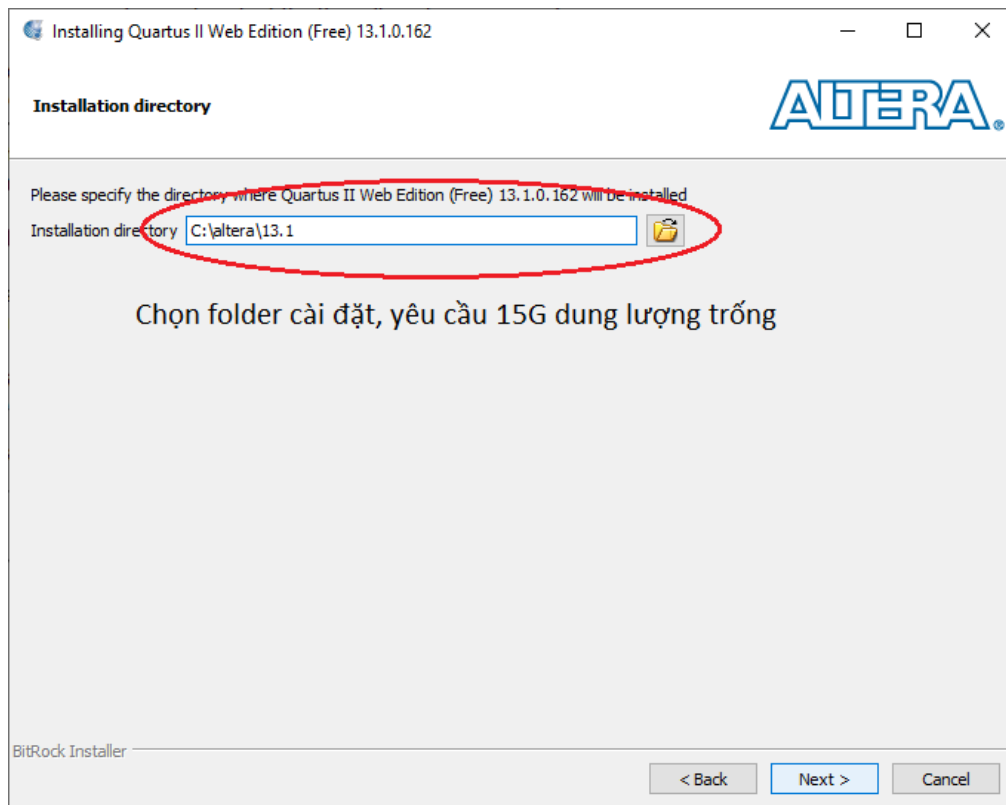 Installing Quartus II Web Edition (Free) 13.1.0.162
Installation directory
ALTERA®
Please specify the directory where Quartus II Web Edition (Free) 13.1.0.162 will be installed
Installation directory C:\altera\13.1
Chọn folder cài đặt, yêu cầu 15G dung lượng trống
BitRock Installer
< Back Next > Cancel